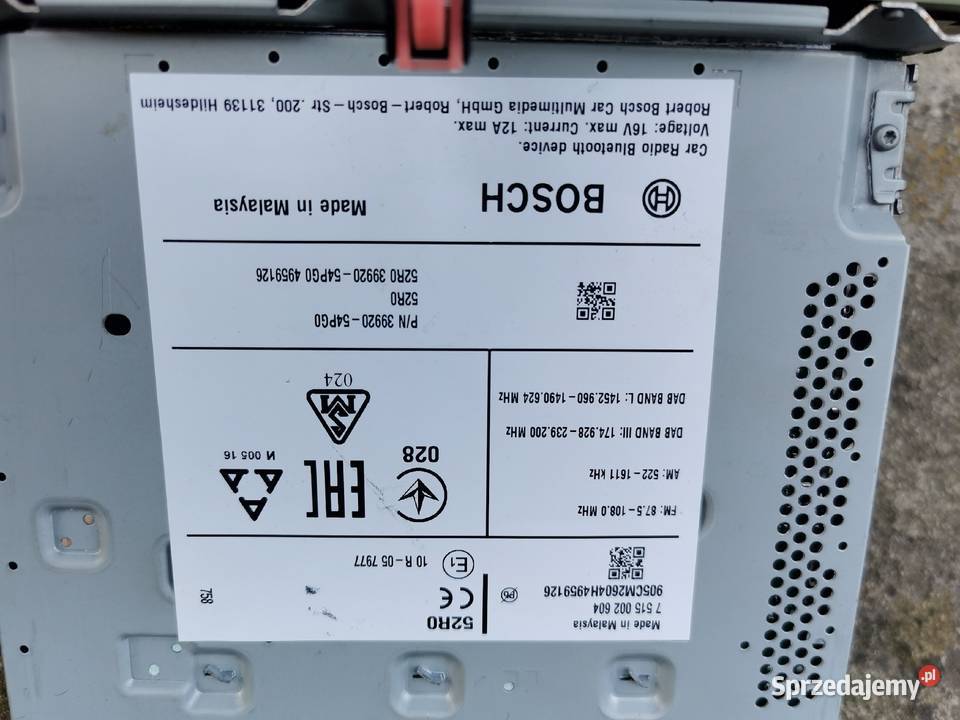 Made in Malaysia
7 515 002 604
905CM2604H4959126
52R0
CE
E1
10 R-05 7977
758
FM: 87.5-108.0 MHz
AM: 522-1611 kHz
DAB BAND III: 174.928-239.200 MHz
DAB BAND L: 1452.960-1490.624 MHz
028
EAC
И 005 16
SM
024
P/N 39920-54PG0
52R0
52R0 39920-54PG0 4959126
BOSCH
Made in Malaysia
Car Radio Bluetooth device.
Voltage: 16V max. Current: 12A max.
Robert Bosch Car Multimedia GmbH, Robert-Bosch-Str. 200, 31139 Hildesheim
Sprzedajemy.pl